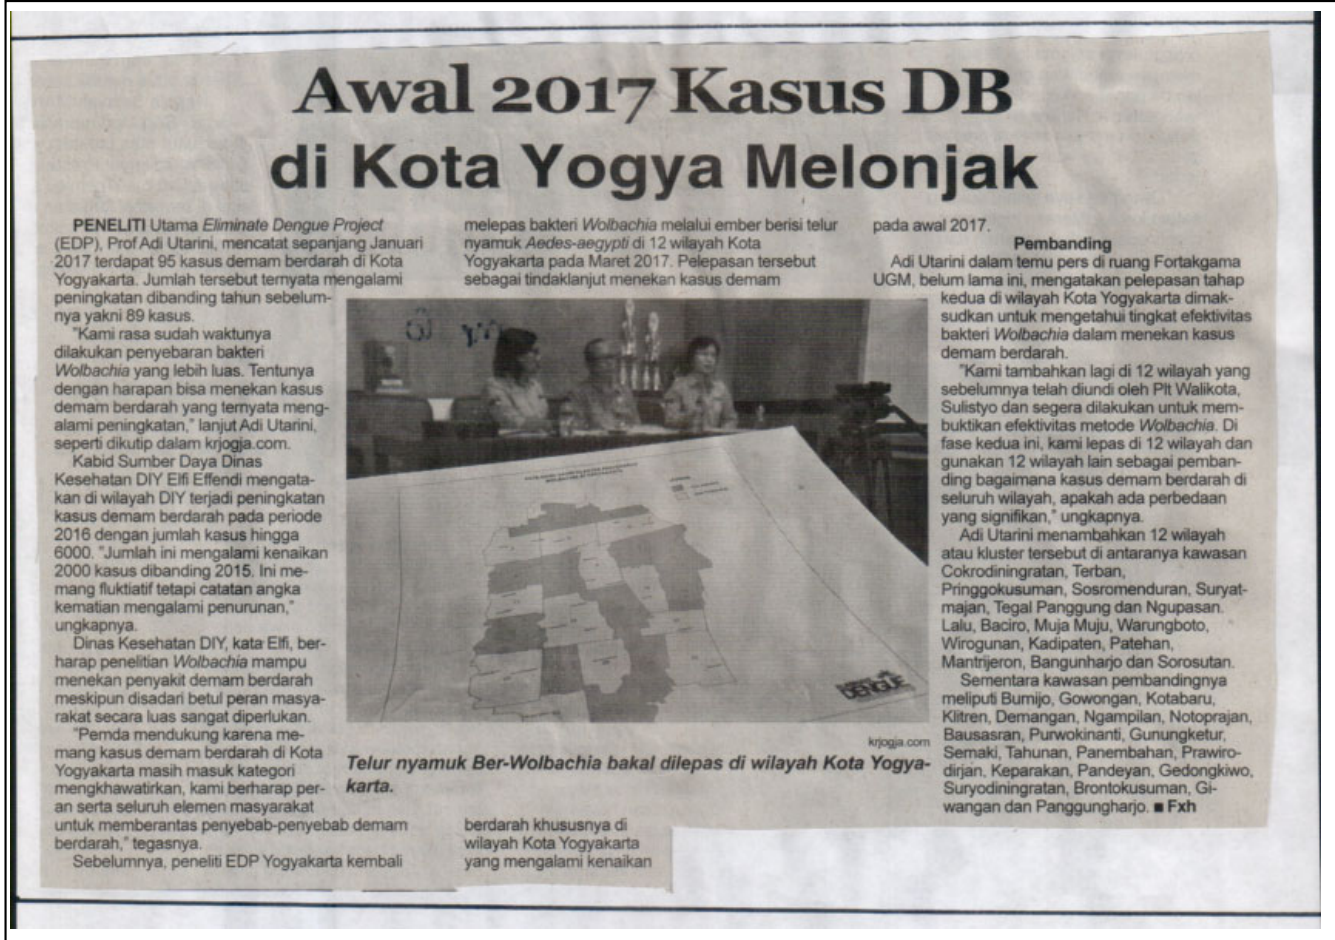 Awal 2017 Kasus DB
di Kota Yogya Melonjak
PENELITI Utama Eliminate Dengue Project
(EDP), Prof Adi Utarini, mencatat sepanjang Januari
2017 terdapat 95 kasus demam berdarah di Kota
Yogyakarta. Jumlah tersebut ternyata mengalami
peningkatan dibanding tahun sebelum-
nya yakni 89 kasus.
"Kami rasa sudah waktunya
dilakukan penyebaran bakteri
Wolbachia yang lebih luas. Tentunya
dengan harapan bisa menekan kasus
demam berdarah yang ternyata meng-
alami peningkatan," lanjut Adi Utarini,
seperti dikutip dalam krjogja.com.
Kabid Sumber Daya Dinas
Kesehatan DIY Elfi Effendi mengata-
kan di wilayah DIY terjadi peningkatan
kasus demam berdarah pada periode
2016 dengan jumlah kasus hingga
6000. "Jumlah ini mengalami kenaikan
2000 kasus dibanding 2015. Ini me-
mang fluktiatif tetapi catatan angka
kematian mengalami penurunan,"
ungkapnya.
Dinas Kesehatan DIY, kata Elfi, ber-
harap penelitian Wolbachia mampu
menekan penyakit demam berdarah
meskipun disadari betul peran masya-
rakat secara luas sangat diperlukan.
"Pemda mendukung karena me-
mang kasus demam berdarah di Kota
Yogyakarta masih masuk kategori
mengkhawatirkan, kami berharap per-
an serta seluruh elemen masyarakat
untuk memberantas penyebab-penyebab demam
berdarah," tegasnya.
Sebelumnya, peneliti EDP Yogyakarta kembali
melepas bakteri Wolbachia melalui ember berisi telur
nyamuk Aedes-aegypti di 12 wilayah Kota
Yogyakarta pada Maret 2017. Pelepasan tersebut
sebagai tindaklanjut menekan kasus demam
DENGUE
krjogja.com
Telur nyamuk Ber-Wolbachia bakal dilepas di wilayah Kota Yogya-
karta.
berdarah khususnya di
wilayah Kota Yogyakarta
yang mengalami kenaikan
pada awal 2017.
Pembanding
Adi Utarini dalam temu pers di ruang Fortakgama
UGM, belum lama ini, mengatakan pelepasan tahap
kedua di wilayah Kota Yogyakarta dimak-
sudkan untuk mengetahui tingkat efektivitas
bakteri Wolbachia dalam menekan kasus
demam berdarah.
"Kami tambahkan lagi di 12 wilayah yang
sebelumnya telah diundi oleh Plt Walikota,
Sulistyo dan segera dilakukan untuk mem-
buktikan efektivitas metode Wolbachia. Di
fase kedua ini, kami lepas di 12 wilayah dan
gunakan 12 wilayah lain sebagai pemban-
ding bagaimana kasus demam berdarah di
seluruh wilayah, apakah ada perbedaan
yang signifikan," ungkapnya.
Adi Utarini menambahkan 12 wilayah
atau kluster tersebut di antaranya kawasan
Cokrodiningratan, Terban,
Pringgokusuman, Sosromenduran, Suryat-
majan, Tegal Panggung dan Ngupasan.
Lalu, Baciro, Muja Muju, Warungboto,
Wirogunan, Kadipaten, Patehan,
Mantrijeron, Bangunharjo dan Sorosutan.
Sementara kawasan pembandingnya
meliputi Bumijo, Gowongan, Kotabaru,
Klitren, Demangan, Ngampilan, Notoprajan,
Bausasran, Purwokinanti, Gunungketur,
Semaki, Tahunan, Panembahan, Prawiro-
dirjan, Keparakan, Pandeyan, Gedongkiwo,
Suryodiningratan, Brontokusuman, Gi-
wangan dan Panggungharjo. ■ Fxh